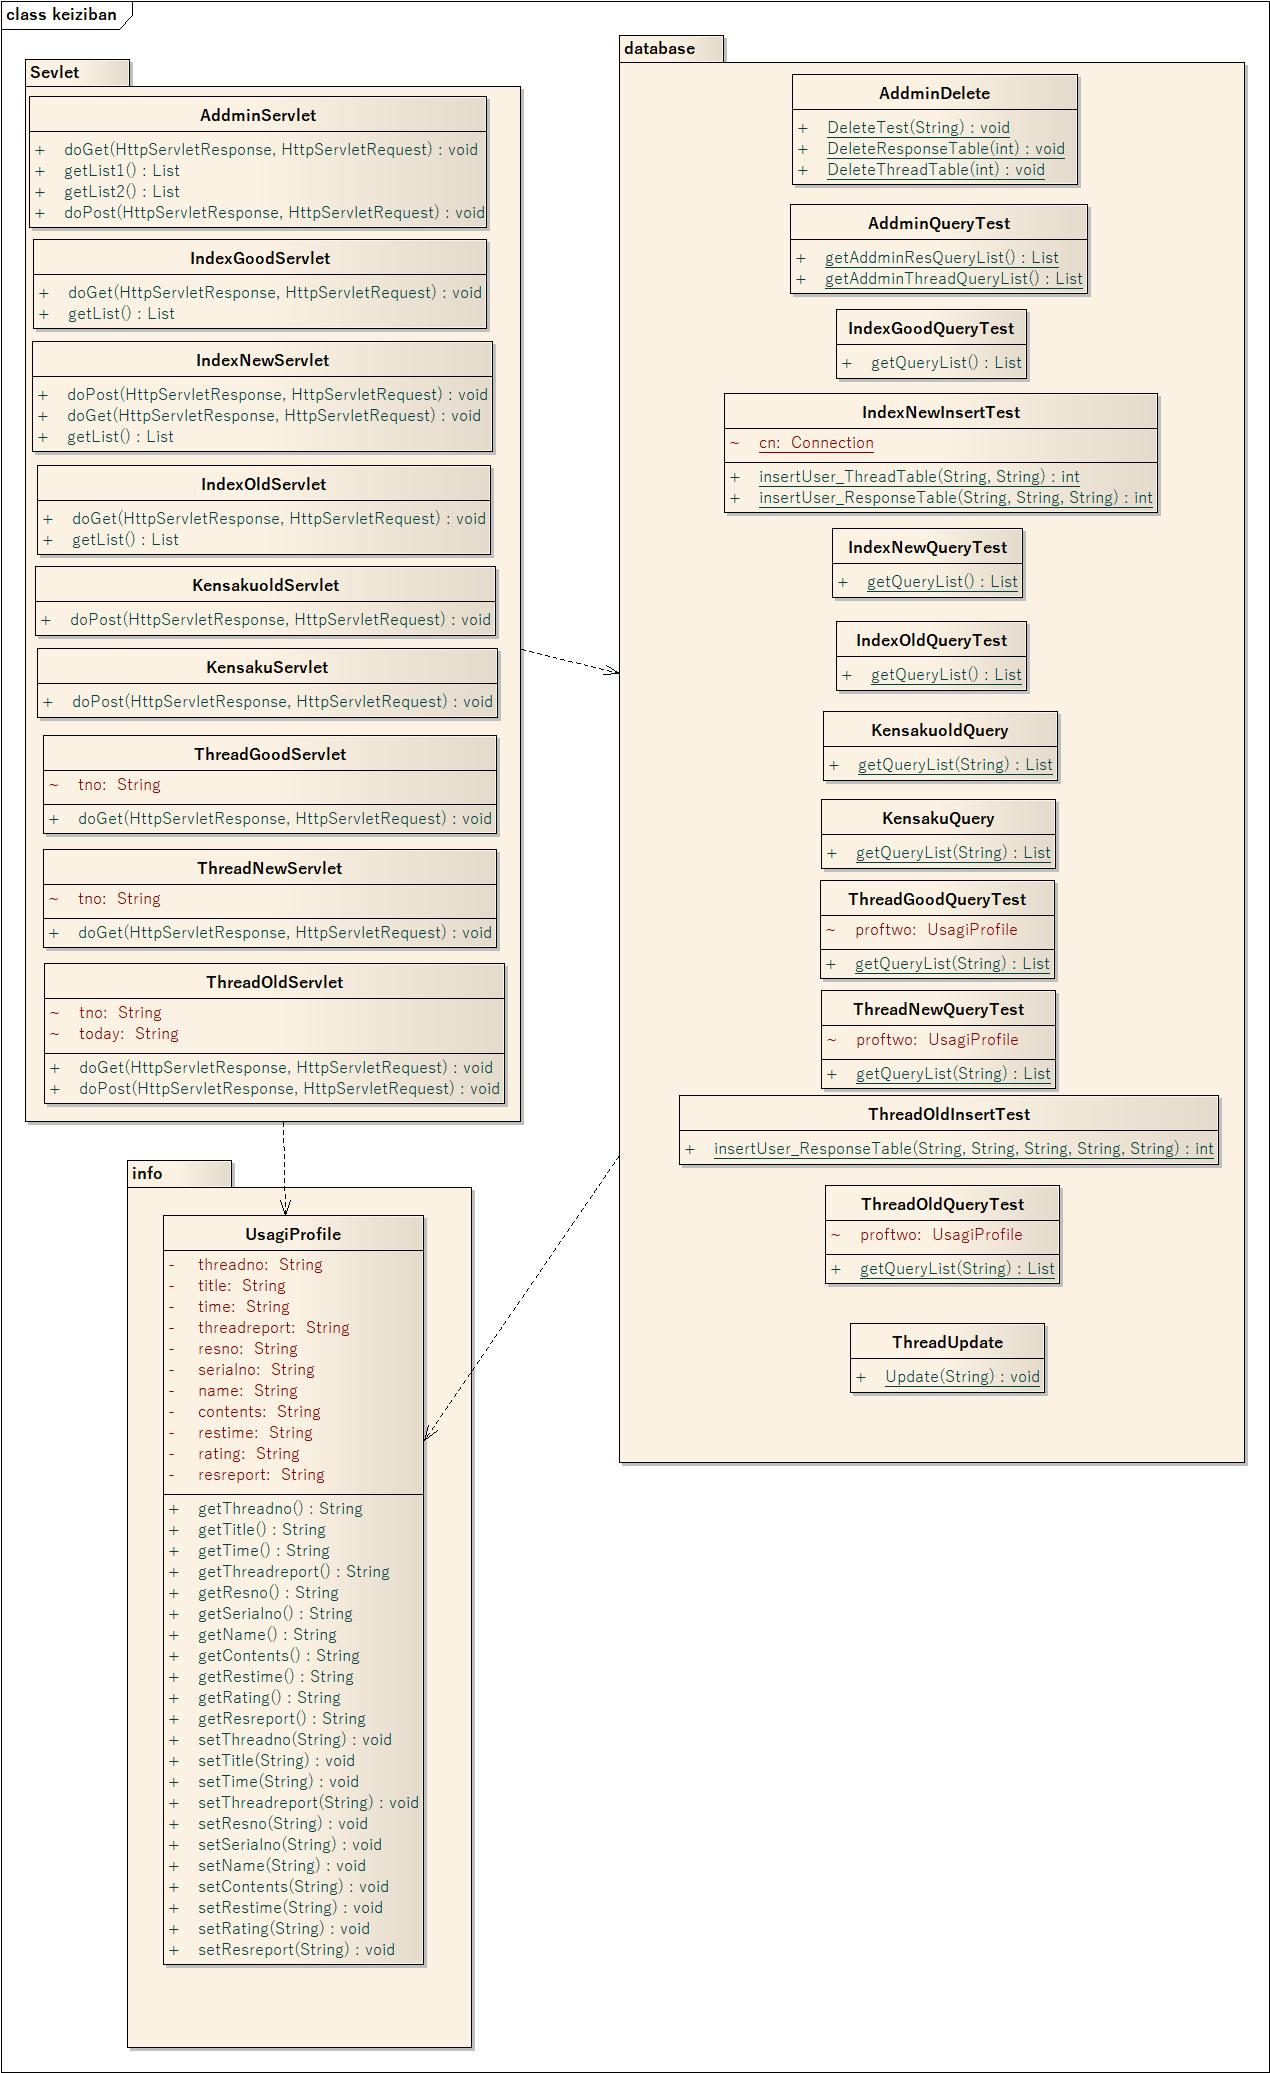 class keiziban
Sevlet
AddminServlet
+ doGet(HttpServletResponse, HttpServletRequest) : void
+ getList1() : List
+ getList2() : List
+ doPost(HttpServletResponse, HttpServletRequest) : void
IndexGoodServlet
+ doGet(HttpServletResponse, HttpServletRequest) : void
+ getList() : List
IndexNewServlet
+ doPost(HttpServletResponse, HttpServletRequest) : void
+ doGet(HttpServletResponse, HttpServletRequest) : void
+ getList() : List
IndexOldServlet
+ doGet(HttpServletResponse, HttpServletRequest) : void
+ getList() : List
KensakuoldServlet
+ doPost(HttpServletResponse, HttpServletRequest) : void
KensakuServlet
+ doPost(HttpServletResponse, HttpServletRequest) : void
ThreadGoodServlet
~ tno: String
+ doGet(HttpServletResponse, HttpServletRequest) : void
ThreadNewServlet
~ tno: String
+ doGet(HttpServletResponse, HttpServletRequest) : void
ThreadOldServlet
~ tno: String
~ today: String
+ doGet(HttpServletResponse, HttpServletRequest) : void
+ doPost(HttpServletResponse, HttpServletRequest) : void
database
AddminDelete
+ DeleteTest(String) : void
+ DeleteResponseTable(int) : void
+ DeleteThreadTable(int) : void
AddminQueryTest
+ getAddminResQueryList() : List
+ getAddminThreadQueryList() : List
IndexGoodQueryTest
+ getQueryList() : List
IndexNewInsertTest
~ cn: Connection
+ insertUser_ThreadTable(String, String) : int
+ insertUser_ResponseTable(String, String, String) : int
IndexNewQueryTest
+ getQueryList() : List
IndexOldQueryTest
+ getQueryList() : List
KensakuoldQuery
+ getQueryList(String) : List
KensakuQuery
+ getQueryList(String) : List
ThreadGoodQueryTest
~ proftwo: UsagiProfile
+ getQueryList(String) : List
ThreadNewQueryTest
~ proftwo: UsagiProfile
+ getQueryList(String) : List
ThreadOldInsertTest
+ insertUser_ResponseTable(String, String, String, String, String) : int
ThreadOldQueryTest
~ proftwo: UsagiProfile
+ getQueryList(String) : List
ThreadUpdate
+ Update(String) : void
info
UsagiProfile
- threadno: String
- title: String
- time: String
- threadreport: String
- resno: String
- serialno: String
- name: String
- contents: String
- restime: String
- rating: String
- resreport: String
+ getThreadno() : String
+ getTitle() : String
+ getTime() : String
+ getThreadreport() : String
+ getResno() : String
+ getSerialno() : String
+ getName() : String
+ getContents() : String
+ getRestime() : String
+ getRating() : String
+ getResreport() : String
+ setThreadno(String) : void
+ setTitle(String) : void
+ setTime(String) : void
+ setThreadreport(String) : void
+ setResno(String) : void
+ setSerialno(String) : void
+ setName(String) : void
+ setContents(String) : void
+ setRestime(String) : void
+ setRating(String) : void
+ setResreport(String) : void